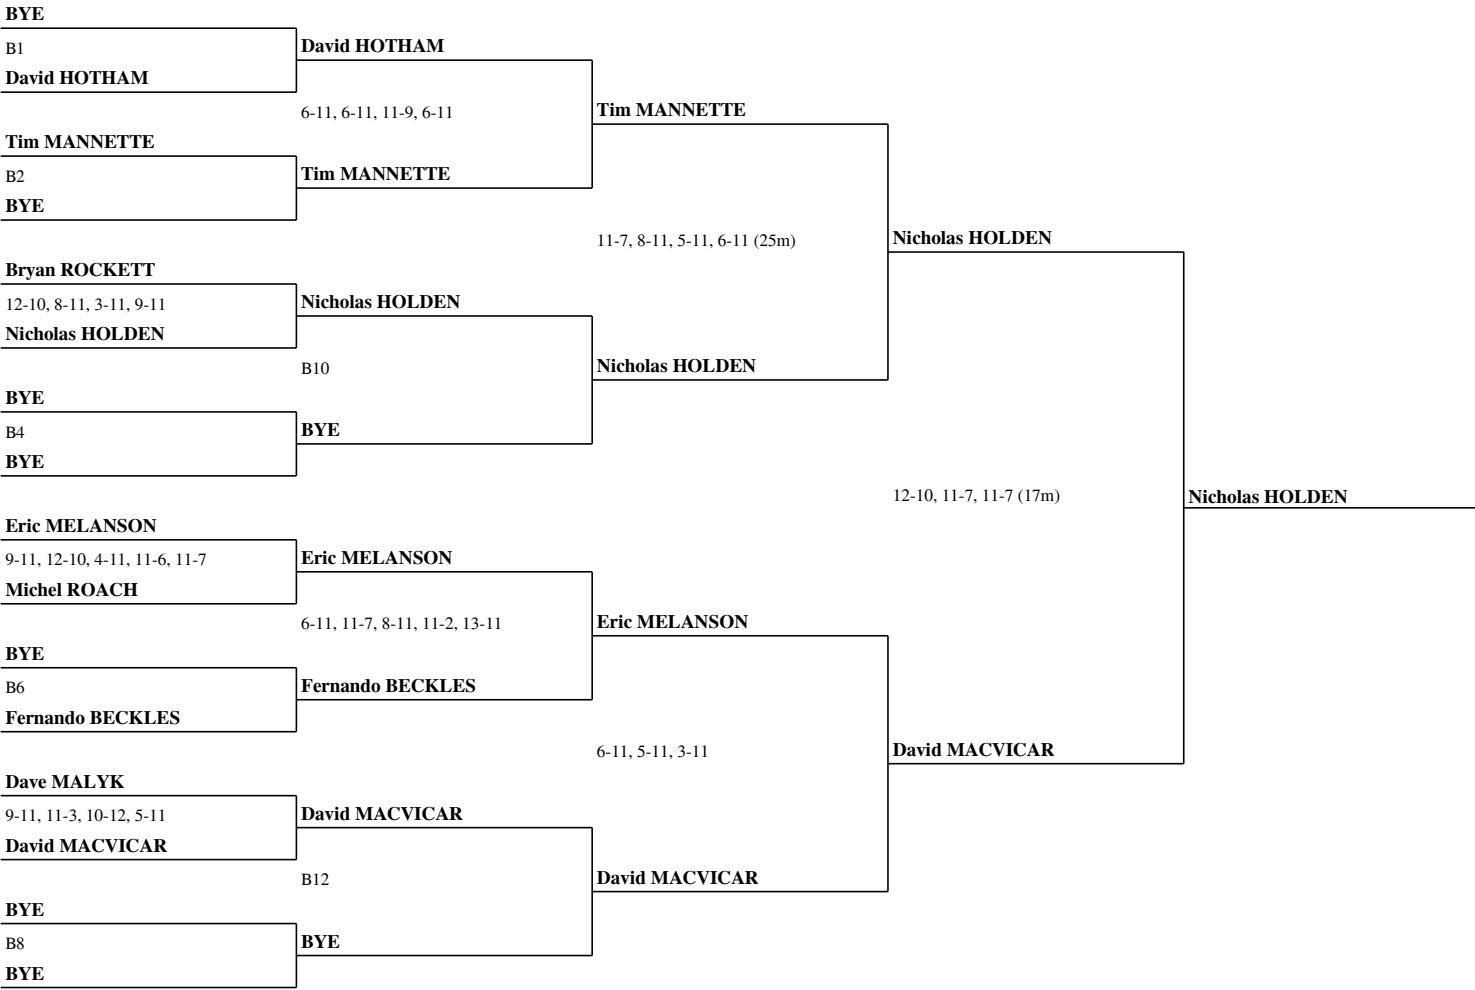 BYE
B1
David HOTHAM
David HOTHAM
6-11, 6-11, 11-9, 6-11
Tim MANNETTE
Tim MANNETTE
B2
BYE
Tim MANNETTE
11-7, 8-11, 5-11, 6-11 (25m)
Nicholas HOLDEN
Bryan ROCKETT
12-10, 8-11, 3-11, 9-11
Nicholas HOLDEN
Nicholas HOLDEN
B10
Nicholas HOLDEN
BYE
B4
BYE
BYE
12-10, 11-7, 11-7 (17m)
Nicholas HOLDEN
Eric MELANSON
9-11, 12-10, 4-11, 11-6, 11-7
Michel ROACH
Eric MELANSON
6-11, 11-7, 8-11, 11-2, 13-11
Eric MELANSON
BYE
B6
Fernando BECKLES
Fernando BECKLES
6-11, 5-11, 3-11
David MACVICAR
Dave MALYK
9-11, 11-3, 10-12, 5-11
David MACVICAR
David MACVICAR
B12
David MACVICAR
BYE
B8
BYE
BYE